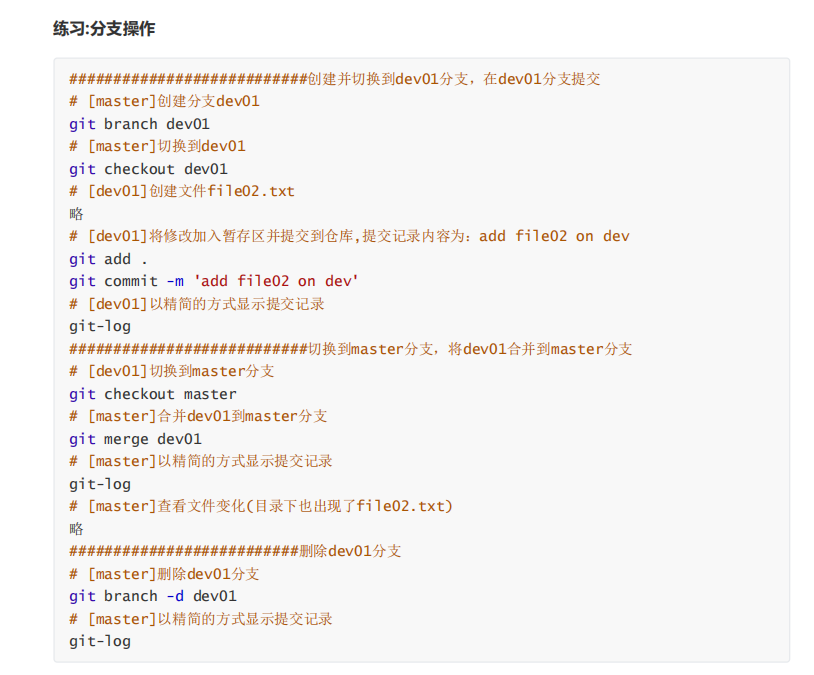 练习:分支操作
###########################创建并切换到dev01分支，在dev01分支提交
# [master]创建分支dev01
git branch dev01
# [master]切换到dev01
git checkout dev01
# [dev01]创建文件file02.txt
略
# [dev01]将修改加入暂存区并提交到仓库,提交记录内容为：add file02 on dev
git add .
git commit -m 'add file02 on dev'
# [dev01]以精简的方式显示提交记录
git-log
###########################切换到master分支，将dev01合并到master分支
# [dev01]切换到master分支
git checkout master
# [master]合并dev01到master分支
git merge dev01
# [master]以精简的方式显示提交记录
git-log
# [master]查看文件变化(目录下也出现了file02.txt)
略
##########################删除dev01分支
# [master]删除dev01分支
git branch -d dev01
# [master]以精简的方式显示提交记录
git-log